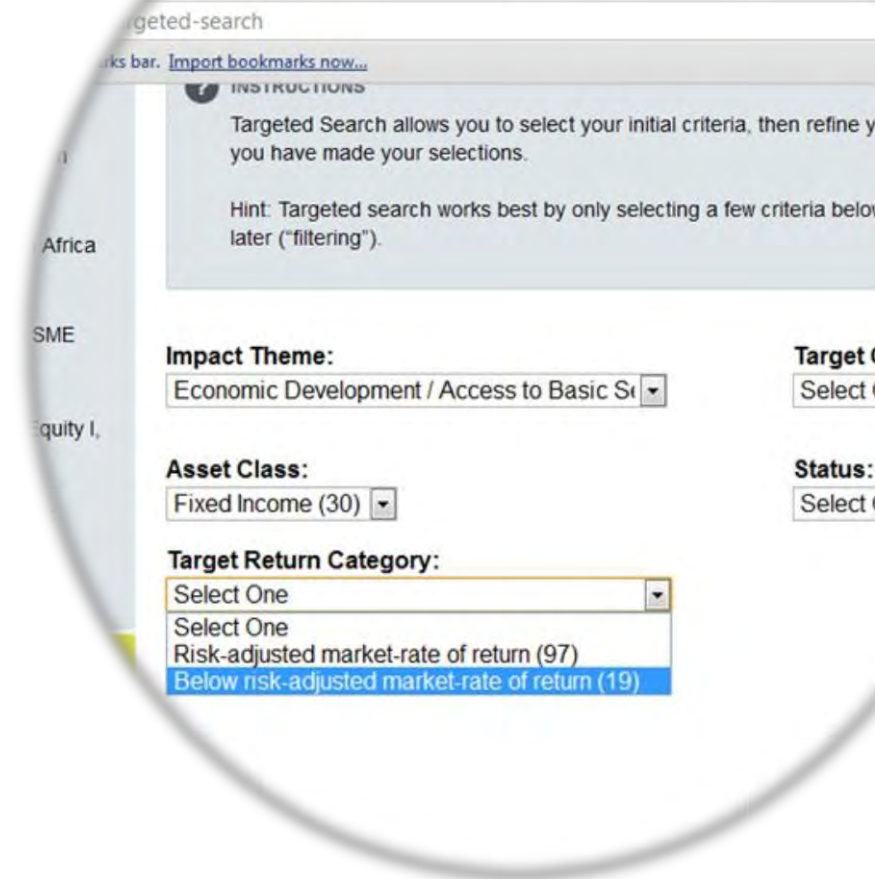 geted-search
rks bar. Import bookmarks now...
INSTRUCTIONS
Targeted Search allows you to select your initial criteria, then refine y
you have made your selections.
Hint: Targeted search works best by only selecting a few criteria below
later ("filtering").
Africa
SME
quity I,
Impact Theme:
Economic Development / Access to Basic Se
Target
Select
Asset Class:
Fixed Income (30)
Status:
Select
Target Return Category:
Select One
Select One
Risk-adjusted market-rate of return (97)
Below risk-adjusted market-rate of return (19)